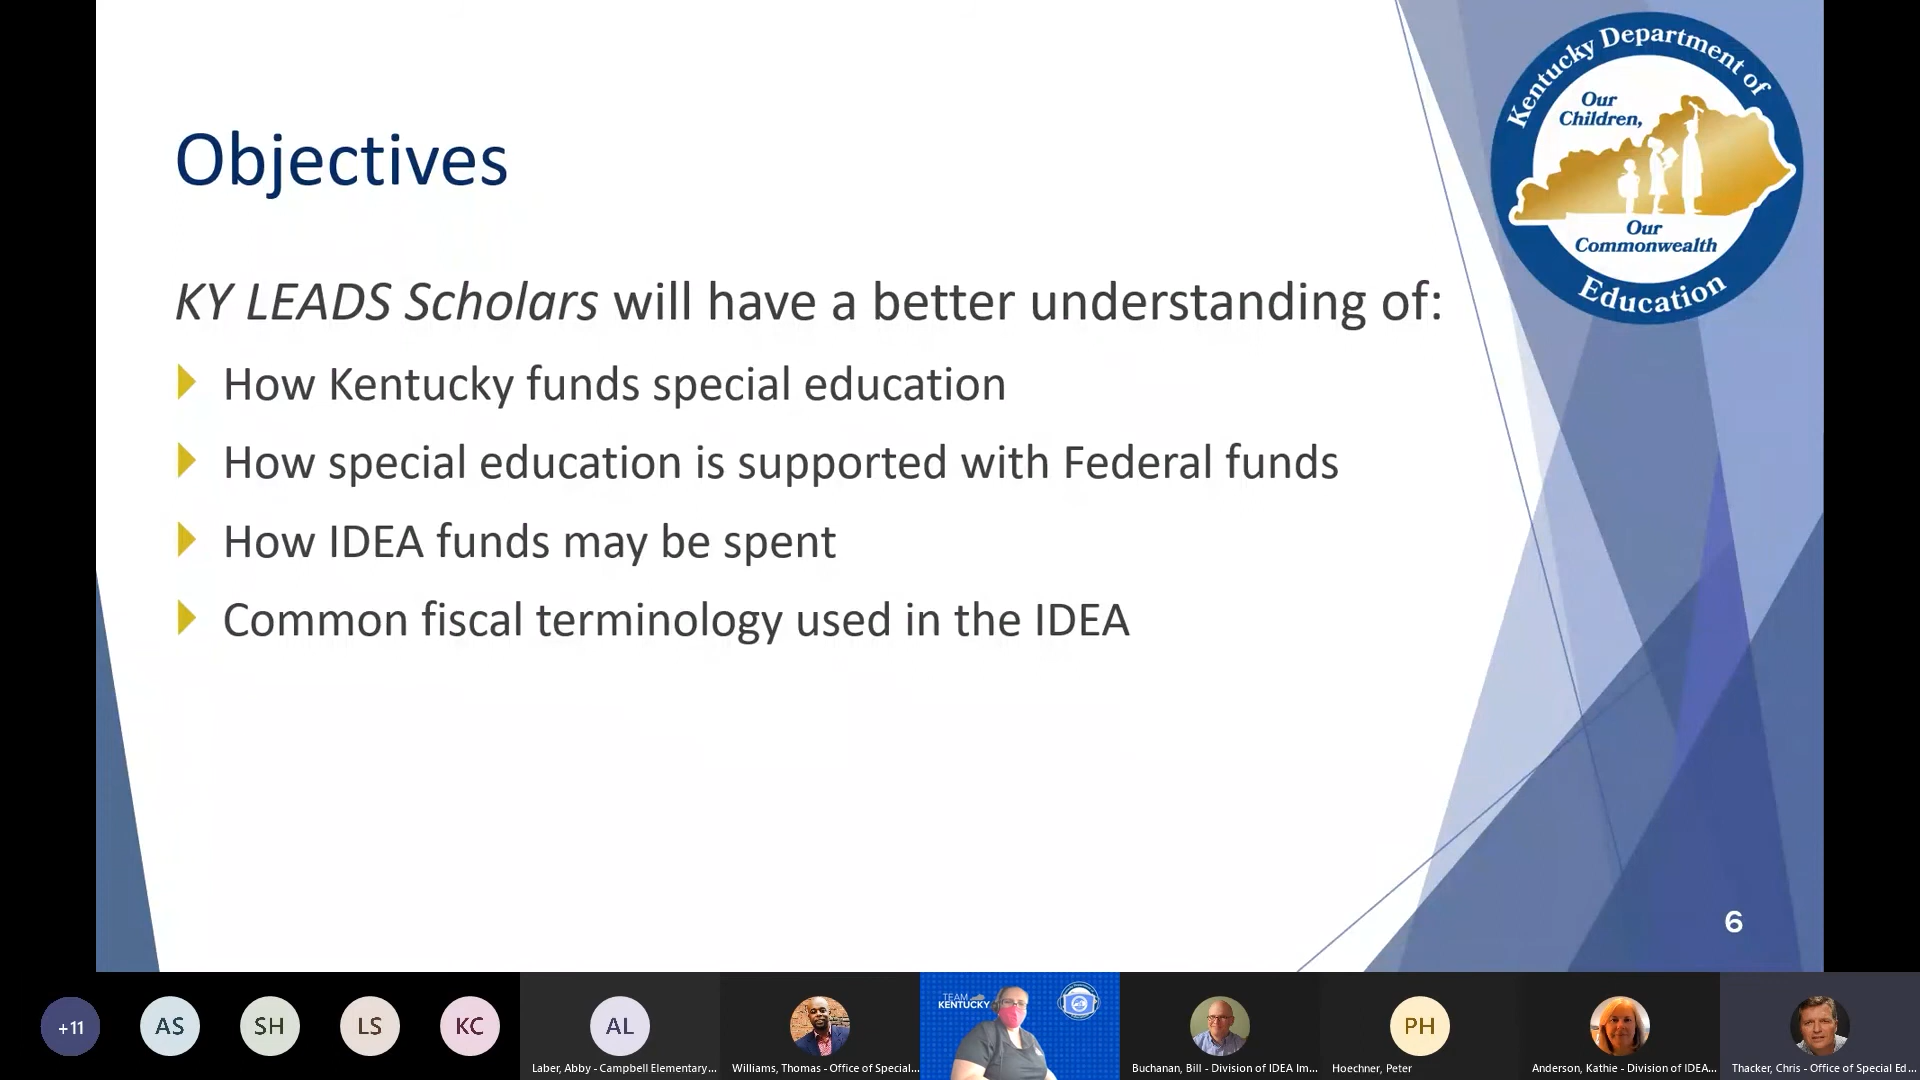 Kentucky Department of
Education
Our
Children,
Our
Commonwealth
Objectives
KY LEADS Scholars will have a better understanding of:
How Kentucky funds special education
How special education is supported with Federal funds
How IDEA funds may be spent
Common fiscal terminology used in the IDEA
6
+11
AS
SH
LS
KC
AL
Laber, Abby - Campbell Elementary...
Williams, Thomas - Office of Special...
TEAM
KENTUCKY
Buchanan, Bill - Division of IDEA Im...
PH
Hoechner, Peter
Anderson, Kathie - Division of IDEA...
Thacker, Chris - Office of Special Ed...